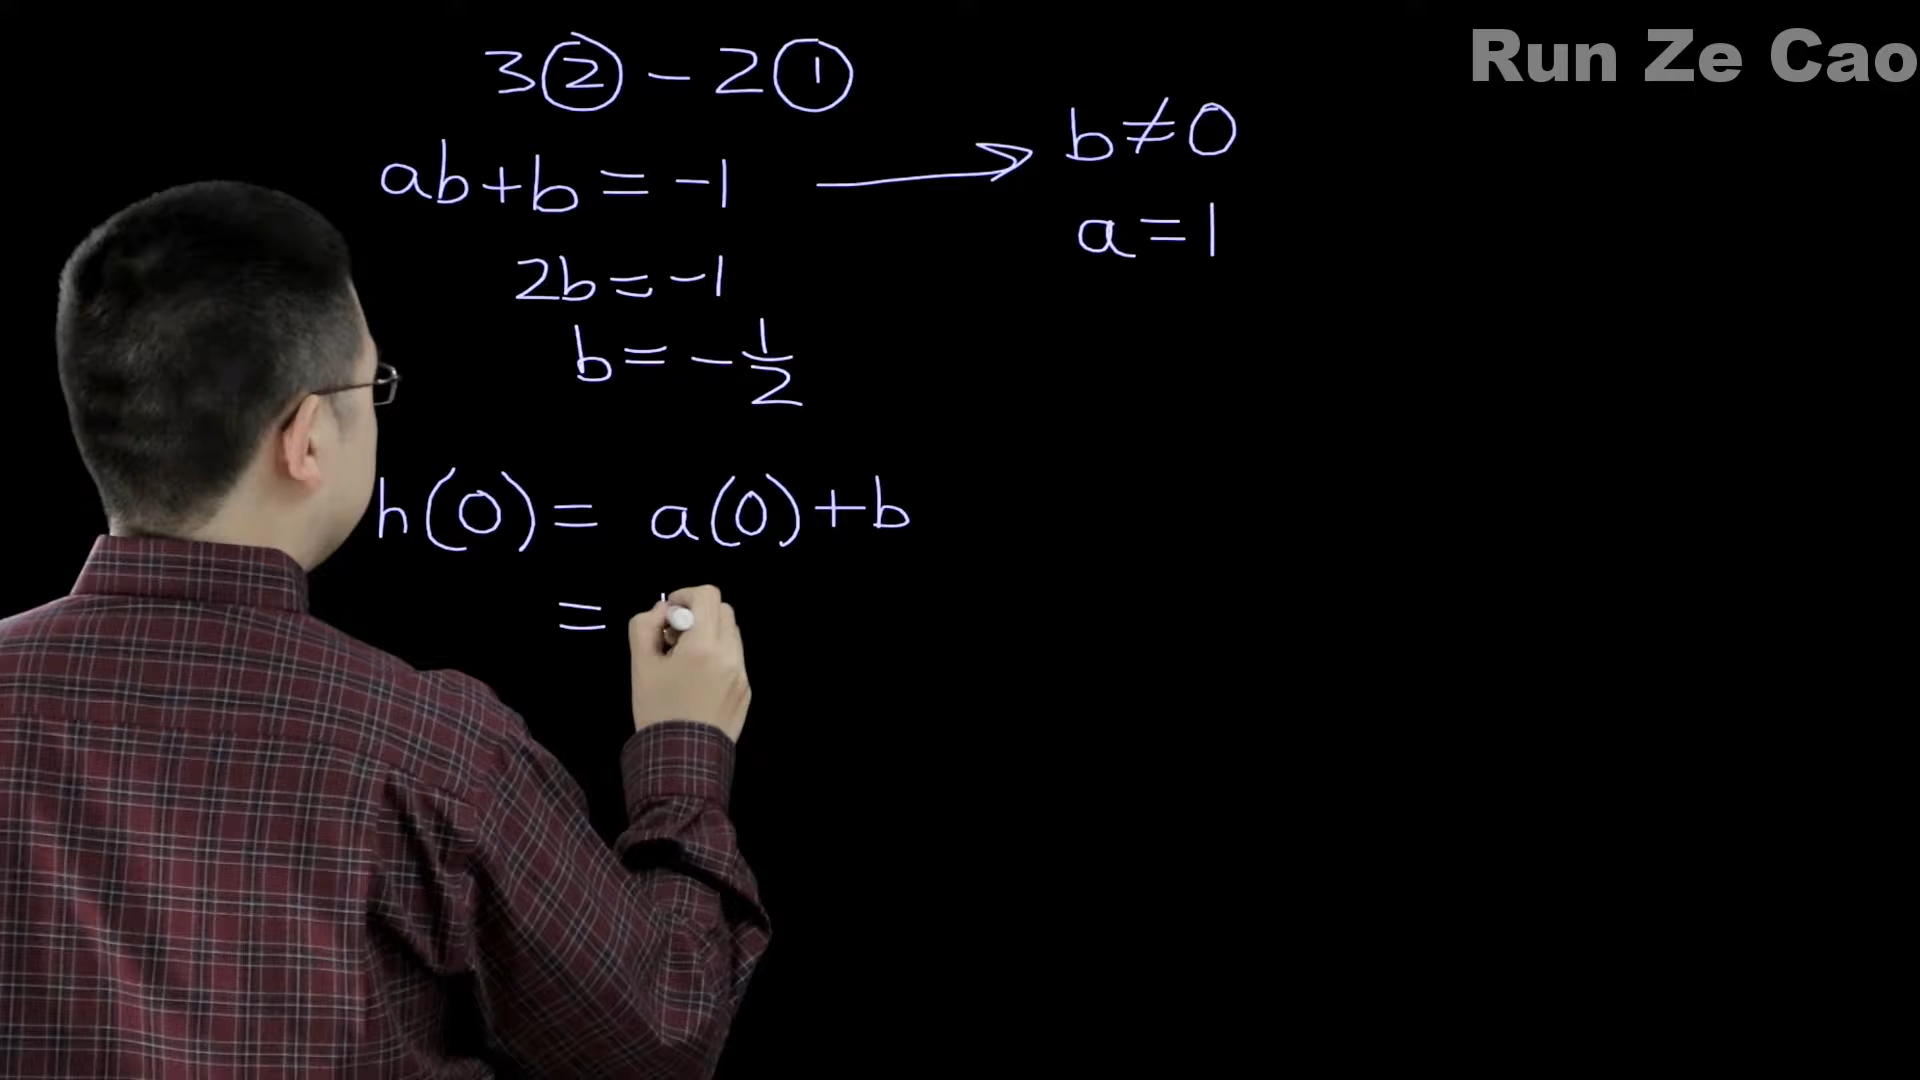 Run Ze Cao
3② - 2①
ab+b = -1 → b≠0
a=1
2b = -1
b = - 1/2
h(0) = a(0)+b
=